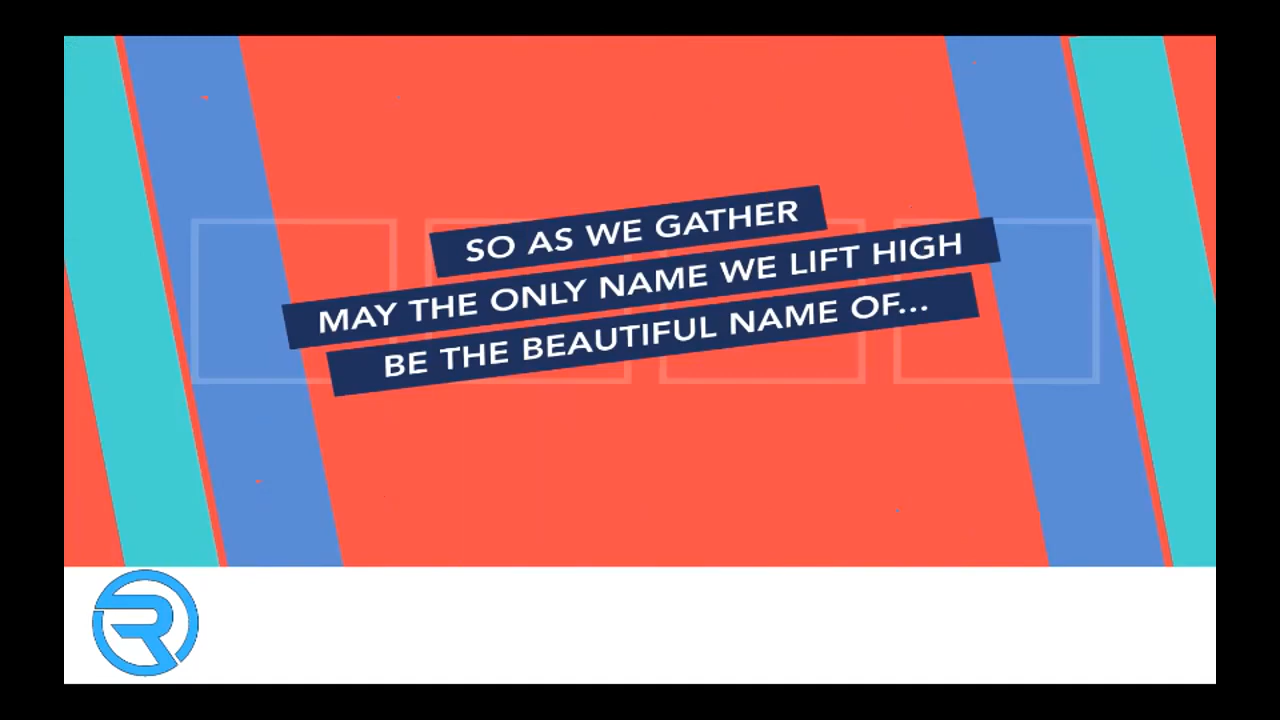 SO AS WE GATHER
MAY THE ONLY NAME WE LIFT HIGH
BE THE BEAUTIFUL NAME OF...
R